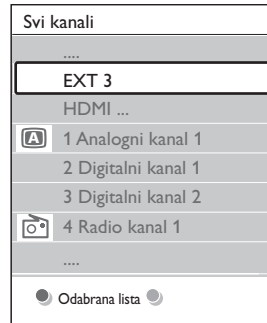 Svi kanali
....
EXT 3
HDMI ...
A 1 Analogni kanal 1
2 Digitalni kanal 1
3 Digitalni kanal 2
4 Radio kanal 1
....
Odabrana lista